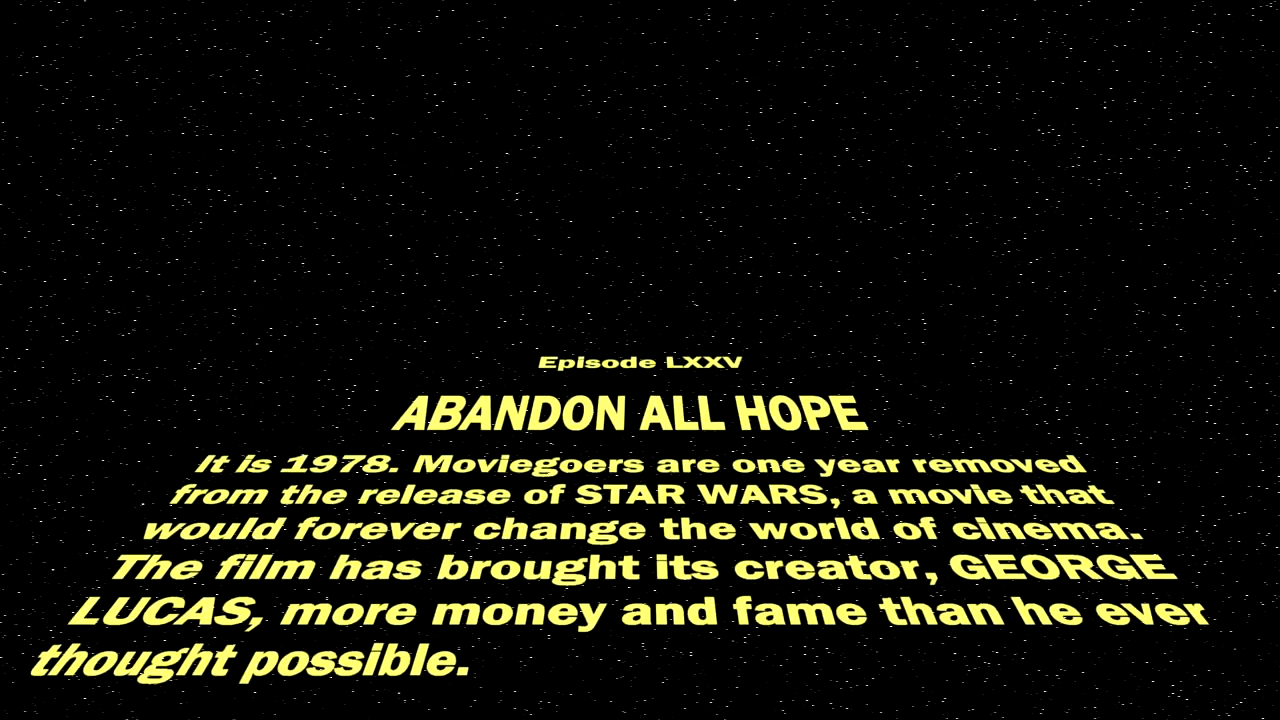 Episode LXXV
ABANDON ALL HOPE
It is 1978. Moviegoers are one year removed
from the release of STAR WARS, a movie that
would forever change the world of cinema.
The film has brought its creator, GEORGE
LUCAS, more money and fame than he ever
thought possible.